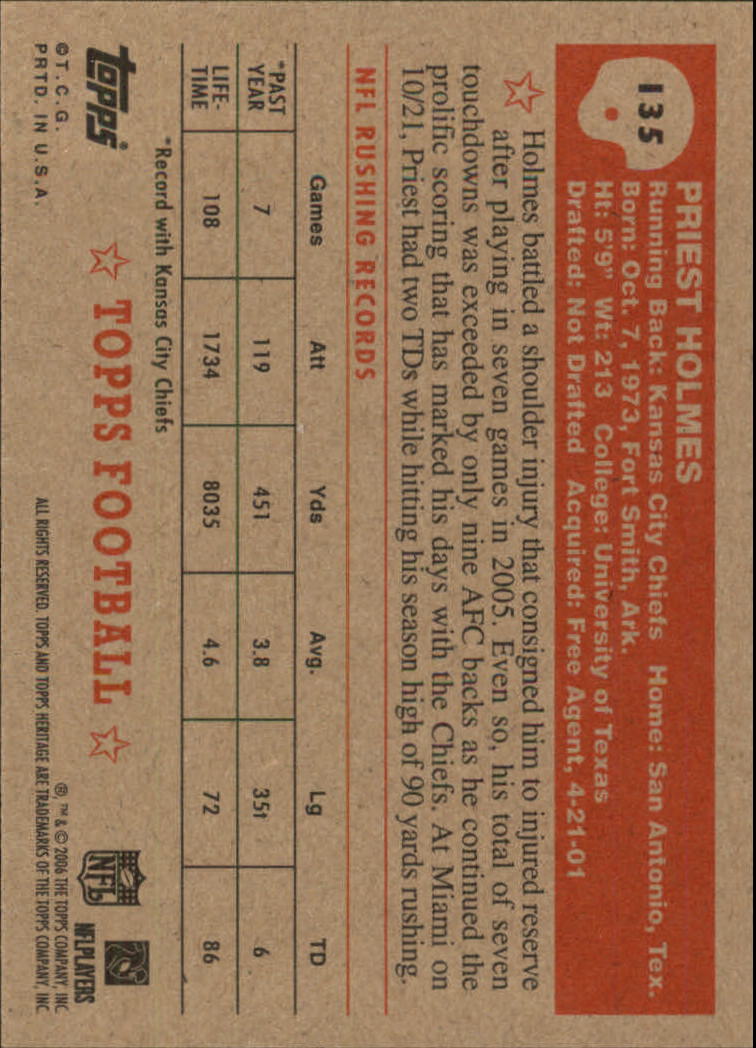 135
PRIEST HOLMES
Running Back: Kansas City Chiefs Home: San Antonio, Tex.
Born: Oct. 7, 1973, Fort Smith, Ark.
Ht: 5'9" Wt: 213 College: University of Texas
Drafted: Not Drafted Acquired: Free Agent, 4-21-01
Holmes battled a shoulder injury that consigned him to injured reserve
after playing in seven games in 2005. Even so, his total of seven
touchdowns was exceeded by only nine AFC backs as he continued the
prolific scoring that has marked his days with the Chiefs. At Miami on
10/21, Priest had two TDs while hitting his season high of 90 yards rushing.
NFL RUSHING RECORDS
Games Att Yds Avg. Lg TD
*PAST YEAR 7 119 451 3.8 35t 6
LIFE-TIME 108 1734 8035 4.6 72 86
*Record with Kansas City Chiefs
topps®
TOPPS FOOTBALL
NFL
NFLPLAYERS
©T.C.G.
PRTD. IN U.S.A.
®, ™ & © 2006 THE TOPPS COMPANY, INC
ALL RIGHTS RESERVED. TOPPS AND TOPPS HERITAGE ARE TRADEMARKS OF THE TOPPS COMPANY, INC